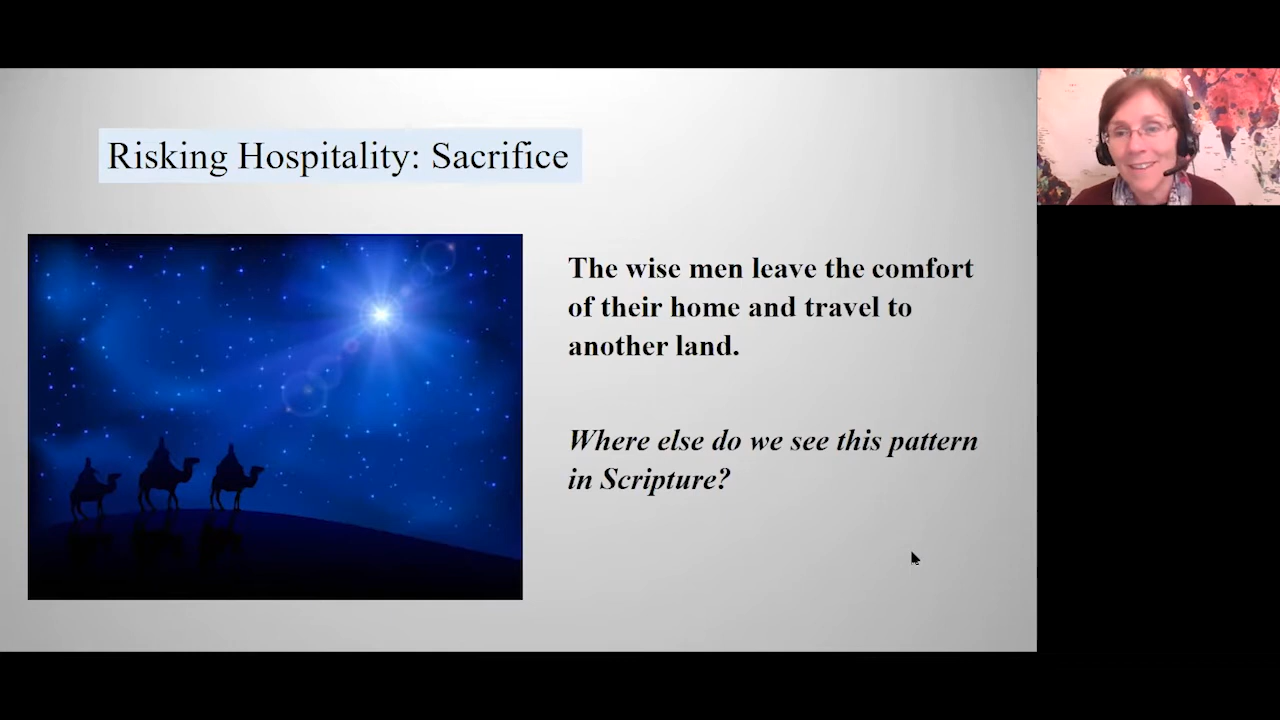 Risking Hospitality: Sacrifice
The wise men leave the comfort
of their home and travel to
another land.
Where else do we see this pattern
in Scripture?